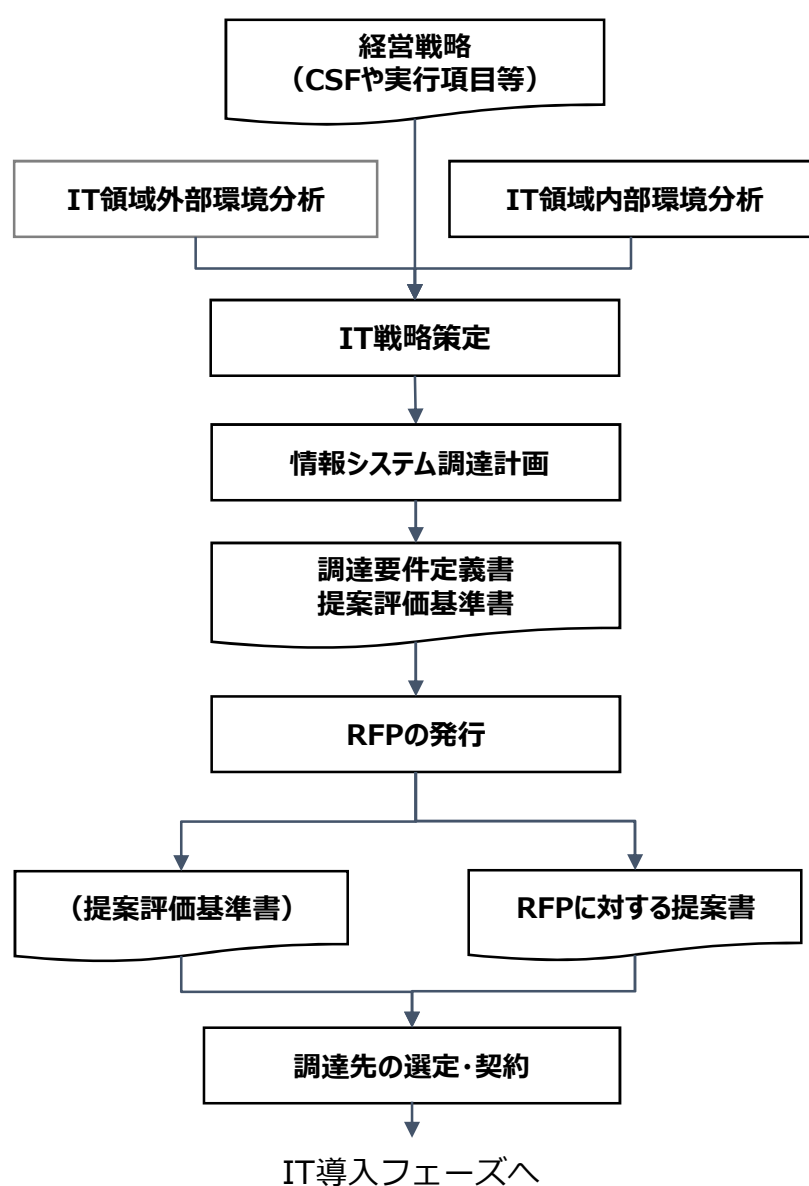 経営戦略
（CSFや実行項目等）
IT領域外部環境分析
IT領域内部環境分析
IT戦略策定
情報システム調達計画
調達要件定義書
提案評価基準書
RFPの発行
（提案評価基準書）
RFPに対する提案書
調達先の選定･契約
IT導入フェーズへ